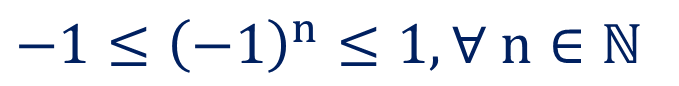 −1 ≤ (−1)ⁿ ≤ 1, ∀ n ∈ ℕ